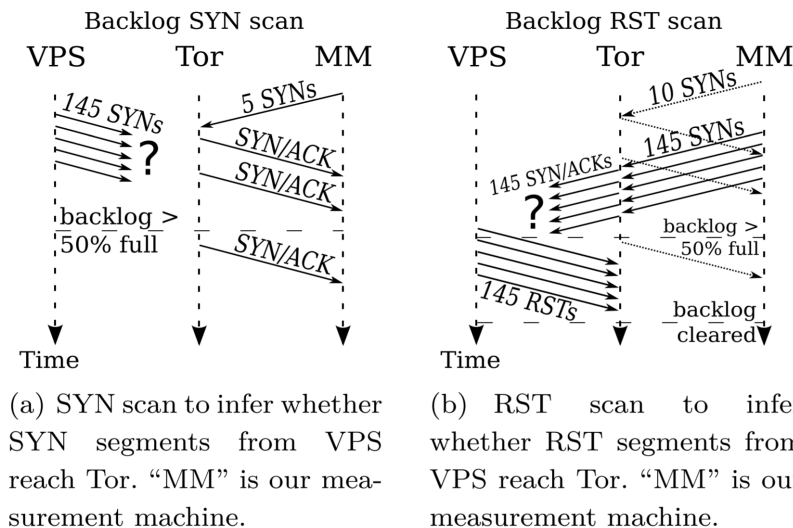 Backlog SYN scan
VPS Tor MM
145 SYNs
5 SYNs
SYN/ACK
?
SYN/ACK
backlog >
50% full
SYN/ACK
Time
(a) SYN scan to infer whether
SYN segments from VPS
reach Tor. “MM” is our mea-
surement machine.
Backlog RST scan
VPS Tor MM
10 SYNs
145 SYNs
145 SYN/ACKs
?
backlog >
50% full
145 RSTs
backlog
cleared
Time
(b) RST scan to infe
whether RST segments from
VPS reach Tor. “MM” is ou
measurement machine.